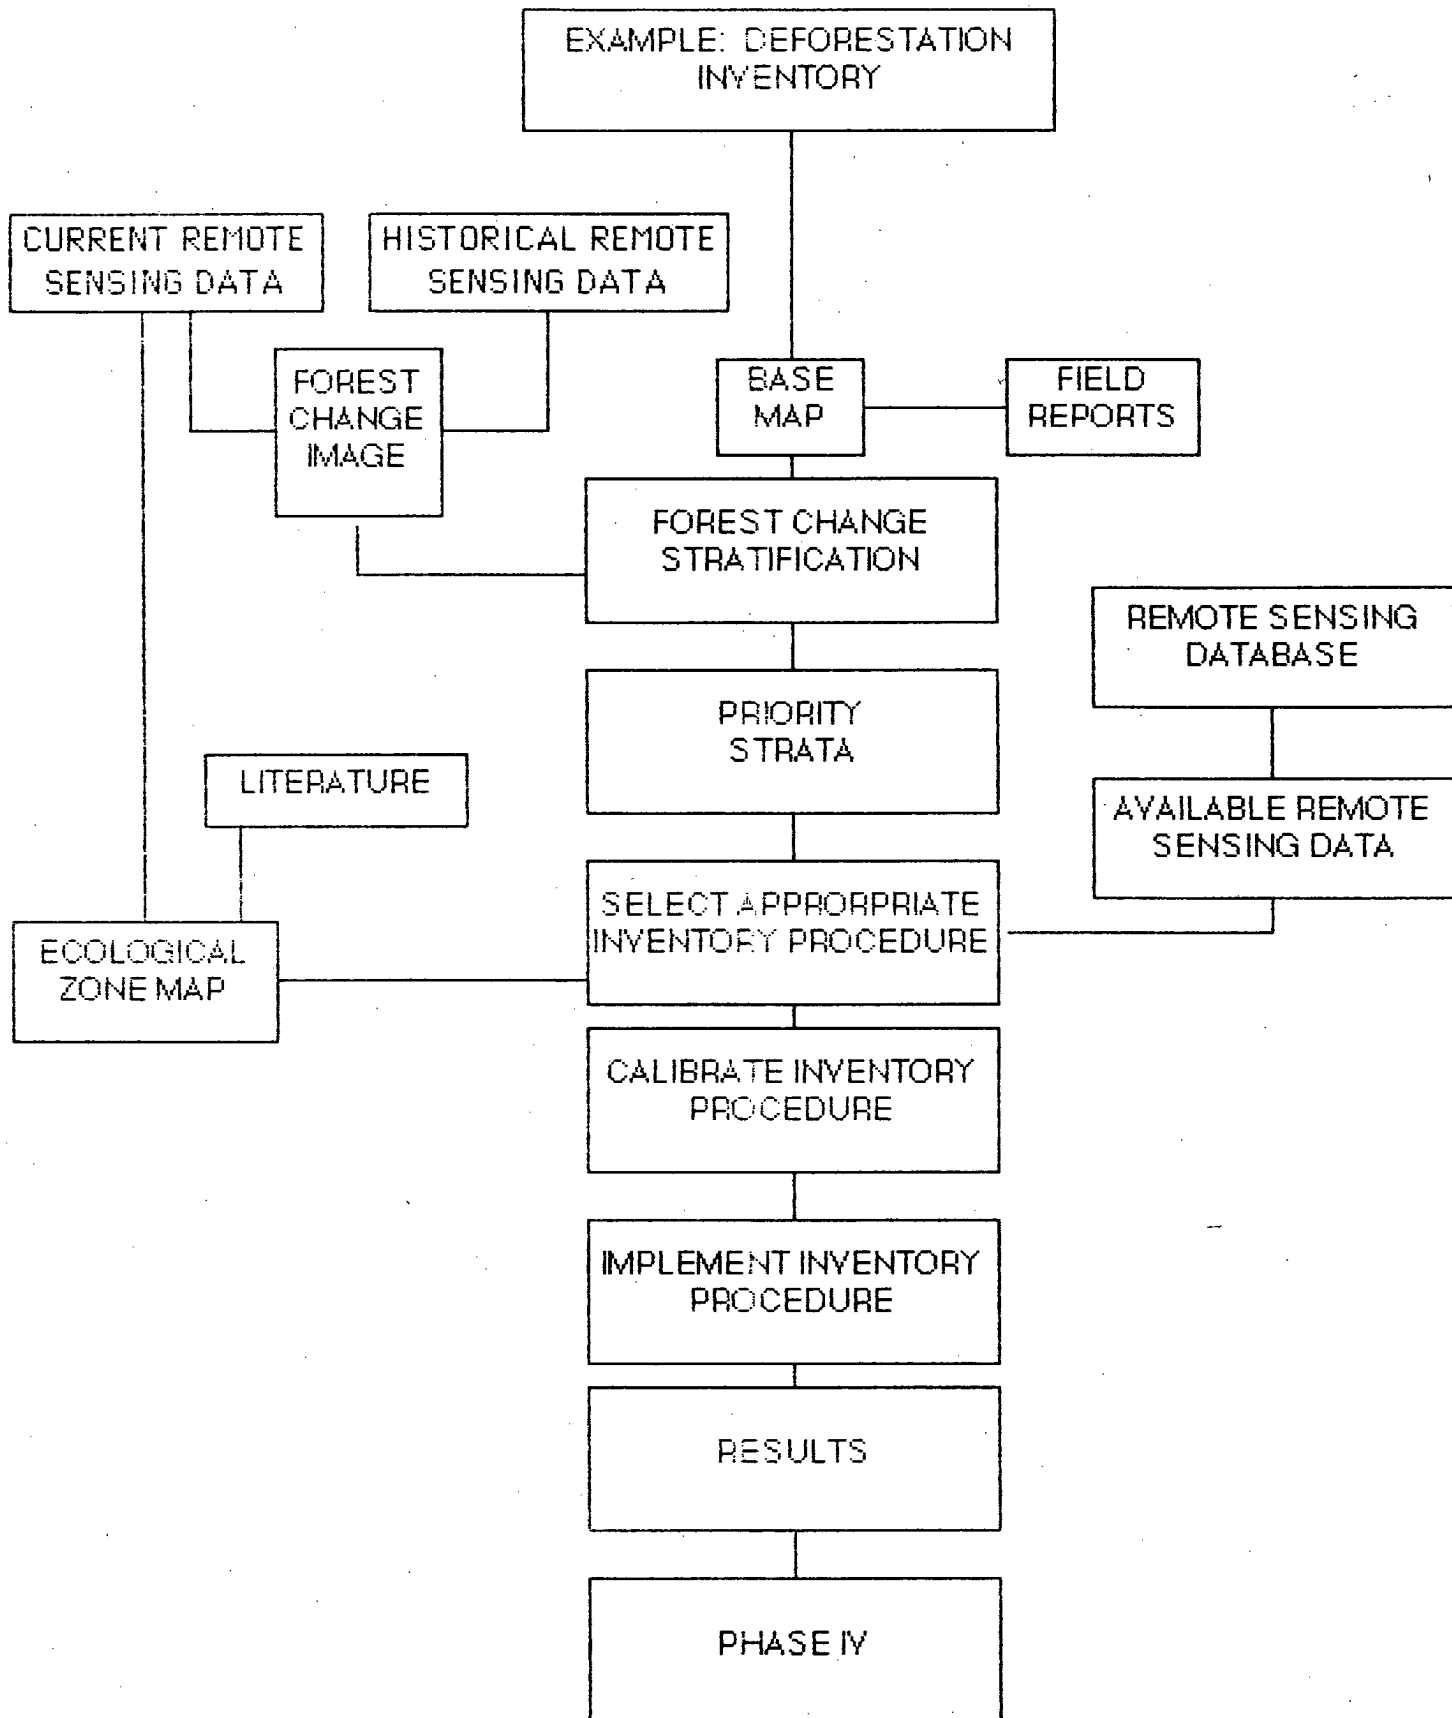 EXAMPLE: DEFORESTATION
INVENTORY
CURRENT REMOTE
SENSING DATA
HISTORICAL REMOTE
SENSING DATA
FOREST
CHANGE
IMAGE
BASE
MAP
FIELD
REPORTS
FOREST CHANGE
STRATIFICATION
REMOTE SENSING
DATABASE
PRIORITY
STRATA
LITERATURE
AVAILABLE REMOTE
SENSING DATA
SELECT APPRORPRIATE
INVENTORY PROCEDURE
ECOLOGICAL
ZONE MAP
CALIBRATE INVENTORY
PROCEDURE
IMPLEMENT INVENTORY
PROCEDURE
RESULTS
PHASE IV